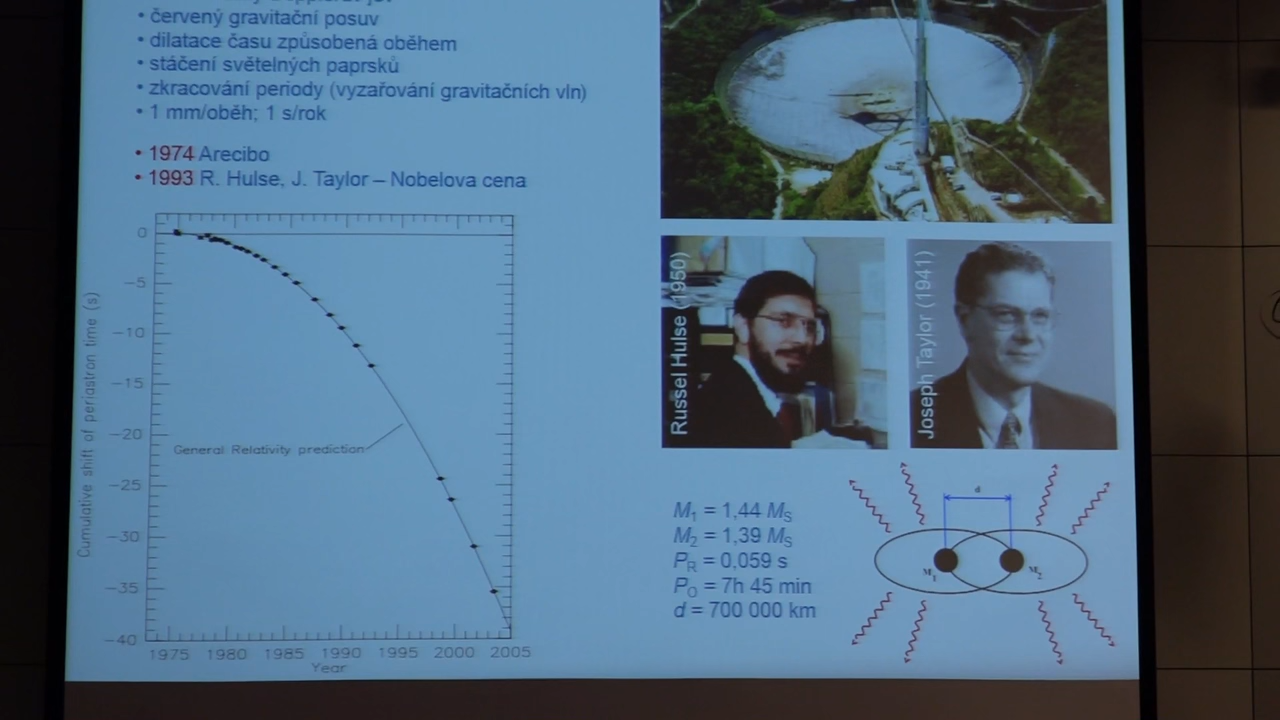 • červený gravitační posuv
• dilatace času způsobená oběhem
• stáčení světelných paprsků
• zkracování periody (vyzařování gravitačních vln)
• 1 mm/oběh; 1 s/rok
• 1974 Arecibo
• 1993 R. Hulse, J. Taylor – Nobelova cena
Cumulative shift of periastron time (s)
0
−5
−10
−15
−20
−25
−30
−35
−40
General Relativity prediction
1975 1980 1985 1990 1995 2000 2005
Year
Russel Hulse (1950)
Joseph Taylor (1941)
M1 = 1,44 MS
M2 = 1,39 MS
PR = 0,059 s
PO = 7h 45 min
d = 700 000 km
d
M1
M2